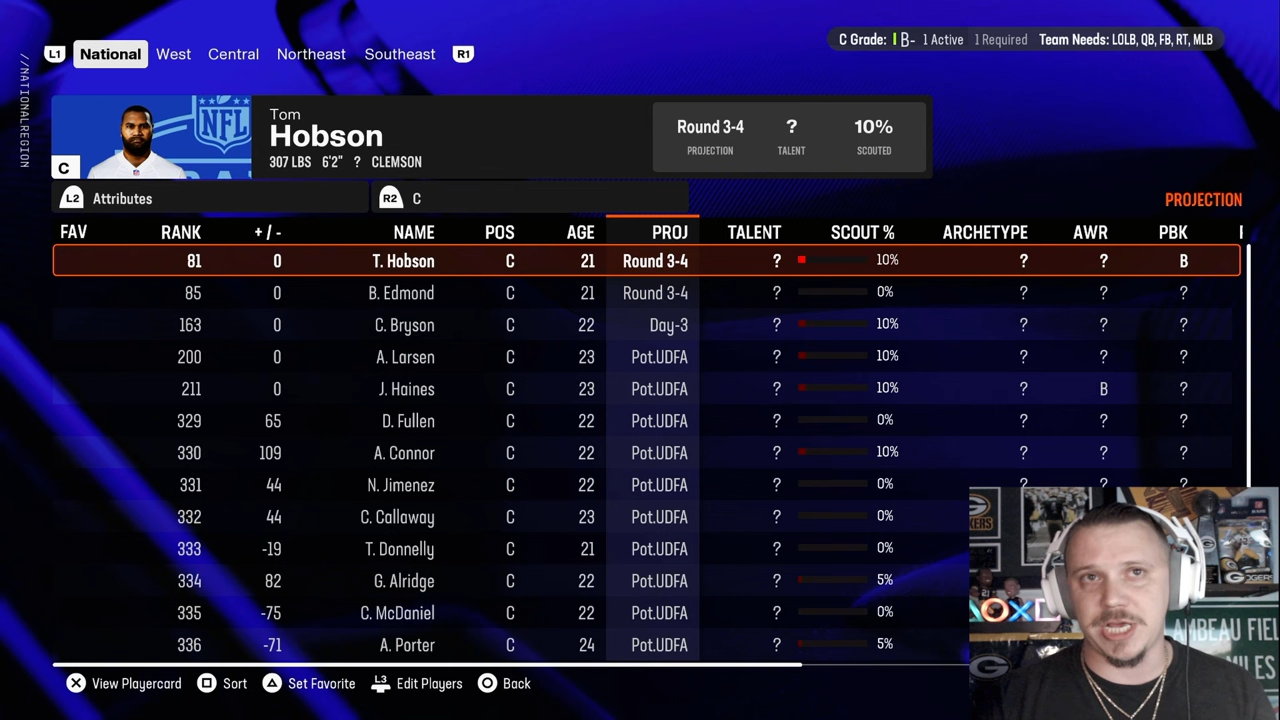 L1 National West Central Northeast Southeast R1
C Grade: B- 1 Active 1 Required Team Needs: LOLB, QB, FB, RT, MLB
//NATIONALREGION
NFL
C
Tom
Hobson
307 LBS 6'2" ? CLEMSON
Round 3-4 ? 10%
PROJECTION TALENT SCOUTED
L2 Attributes R2 C
PROJECTION
FAV RANK + / - NAME POS AGE PROJ TALENT SCOUT % ARCHETYPE AWR PBK
81 0 T. Hobson C 21 Round 3-4 ? 10% ? ? B
85 0 B. Edmond C 21 Round 3-4 ? 0% ? ? ?
163 0 C. Bryson C 22 Day-3 ? 10% ? ? ?
200 0 A. Larsen C 23 Pot.UDFA ? 10% ? ? ?
211 0 J. Haines C 23 Pot.UDFA ? 10% ? B ?
329 65 D. Fullen C 22 Pot.UDFA ? 0% ? ? ?
330 109 A. Connor C 22 Pot.UDFA ? 10% ? ? ?
331 44 N. Jimenez C 22 Pot.UDFA ? 0% ? ? ?
332 44 C. Callaway C 23 Pot.UDFA ? 0%
333 -19 T. Donnelly C 21 Pot.UDFA ? 0%
334 82 G. Alridge C 22 Pot.UDFA ? 5%
335 -75 C. McDaniel C 22 Pot.UDFA ? 0%
336 -71 A. Porter C 24 Pot.UDFA ? 5%
View Playercard Sort Set Favorite L3 Edit Players Back
AMBEAU FIEL
MILES